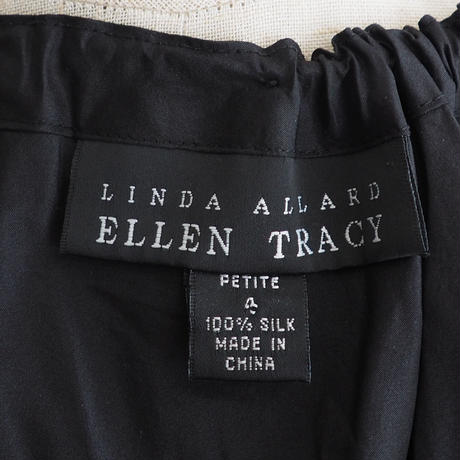 LINDA ALLARD
ELLEN TRACY
PETITE
4
100% SILK
MADE IN
CHINA